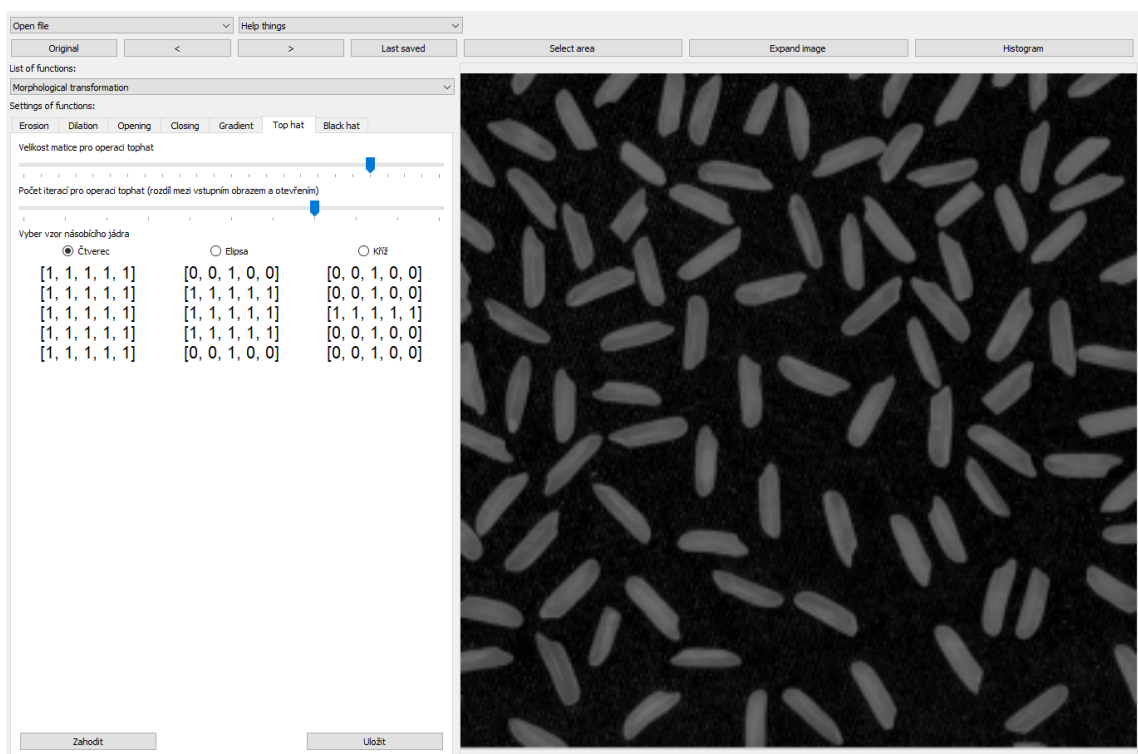 Open file Help things
Original < > Last saved Select area Expand image Histogram
List of functions:
Morphological transformation
Settings of functions:
Erosion Dilation Opening Closing Gradient Top hat Black hat
Velikost matice pro operaci tophat
Počet iterací pro operaci tophat (rozdíl mezi vstupním obrazem a otevřením)
Vyber vzor násobícího jádra
Čtverec Elipsa Kříž
[1, 1, 1, 1, 1] [0, 0, 1, 0, 0] [0, 0, 1, 0, 0]
[1, 1, 1, 1, 1] [1, 1, 1, 1, 1] [0, 0, 1, 0, 0]
[1, 1, 1, 1, 1] [1, 1, 1, 1, 1] [1, 1, 1, 1, 1]
[1, 1, 1, 1, 1] [1, 1, 1, 1, 1] [0, 0, 1, 0, 0]
[1, 1, 1, 1, 1] [0, 0, 1, 0, 0] [0, 0, 1, 0, 0]
Zahodit Uložit